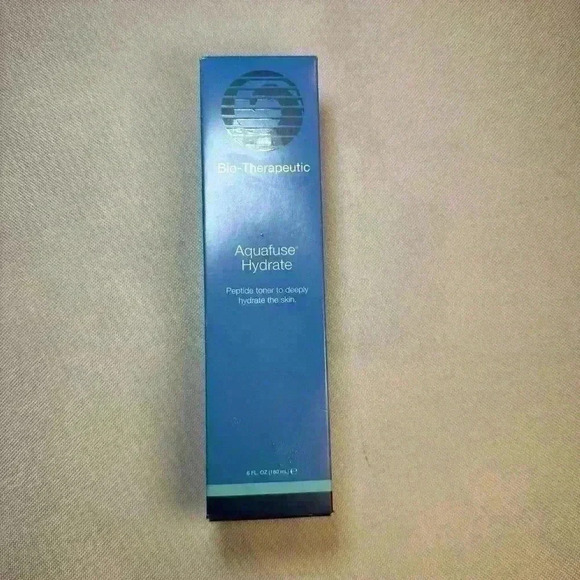 Bio-Therapeutic
Aquafuse®
Hydrate
Peptide toner to deeply
hydrate the skin.
6 FL. OZ (180 mL) ℮